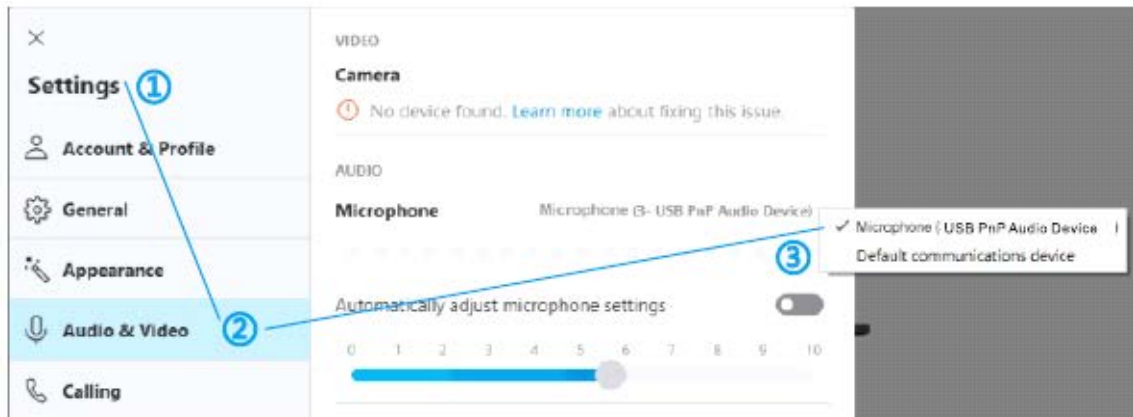 Settings ①
Account & Profile
General
Appearance
Audio & Video ②
Calling
VIDEO
Camera
No device found. Learn more about fixing this issue.
AUDIO
Microphone Microphone (3- USB PnP Audio Device)
③
Microphone ( USB PnP Audio Device )
Default communications device
Automatically adjust microphone settings
0 1 2 3 4 5 6 7 8 9 10